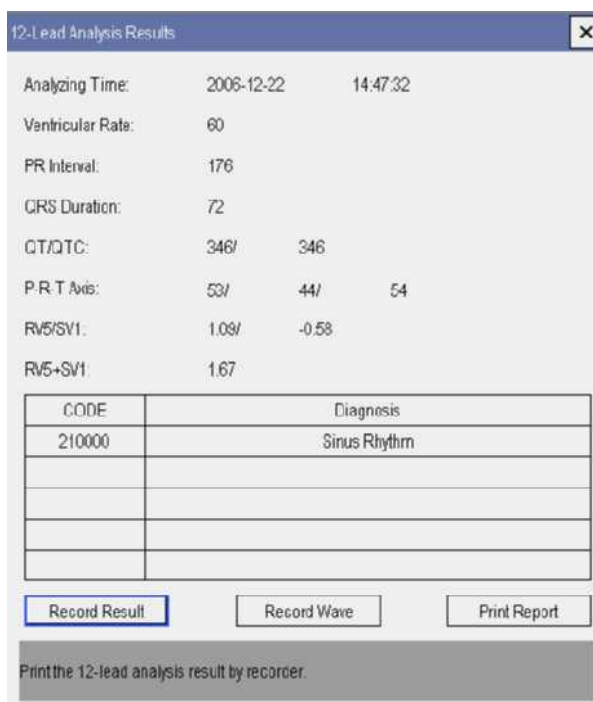 12-Lead Analysis Results
Analyzing Time: 2006-12-22 14:47:32
Ventricular Rate: 60
PR Interval: 176
QRS Duration: 72
QT/QTC: 346/ 346
P-R-T Axis: 53/ 44/ 54
RV5/SV1: 1.09/ -0.58
RV5+SV1: 1.67
CODE Diagnosis
210000 Sinus Rhythm
Record Result Record Wave Print Report
Print the 12-lead analysis result by recorder.